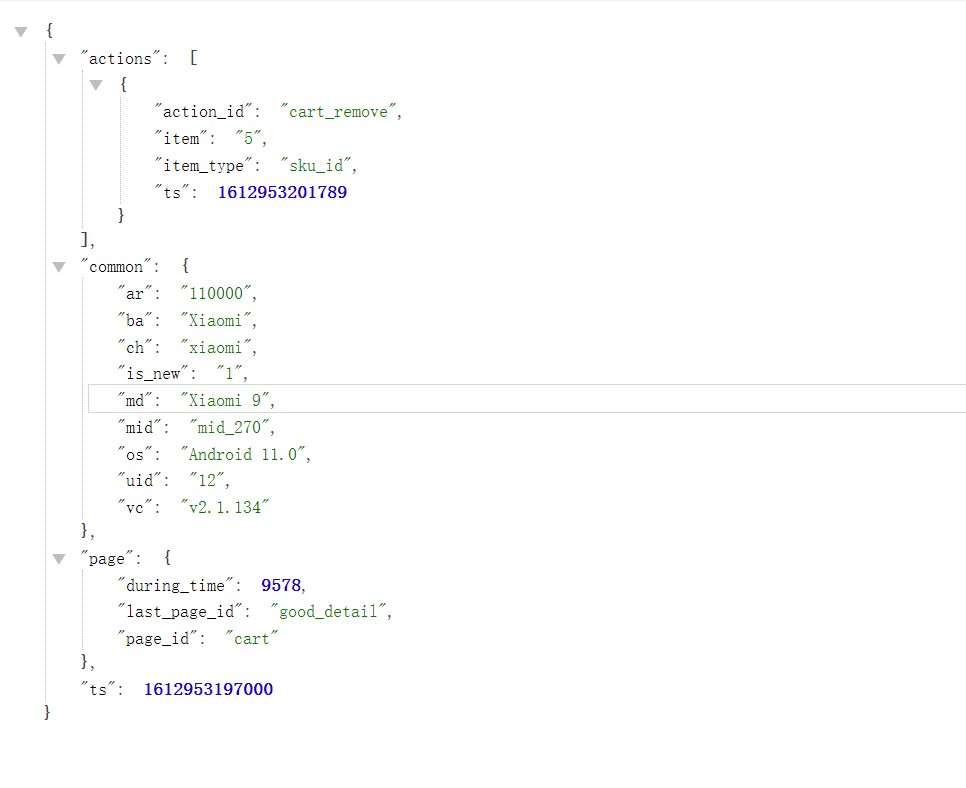 {
"actions": [
{
"action_id": "cart_remove",
"item": "5",
"item_type": "sku_id",
"ts": 1612953201789
}
],
"common": {
"ar": "110000",
"ba": "Xiaomi",
"ch": "xiaomi",
"is_new": "1",
"md": "Xiaomi 9",
"mid": "mid_270",
"os": "Android 11.0",
"uid": "12",
"vc": "v2.1.134"
},
"page": {
"during_time": 9578,
"last_page_id": "good_detail",
"page_id": "cart"
},
"ts": 1612953197000
}